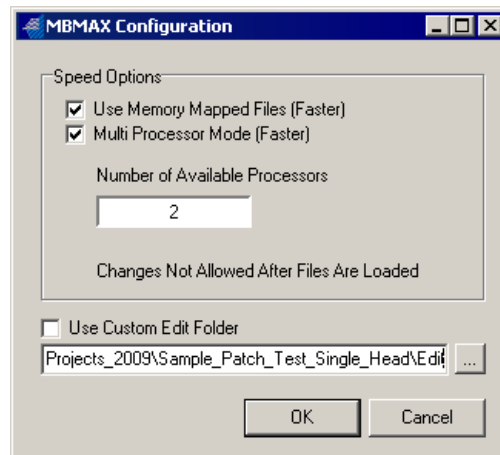 MBMAX Configuration
Speed Options
Use Memory Mapped Files (Faster)
Multi Processor Mode (Faster)
Number of Available Processors
2
Changes Not Allowed After Files Are Loaded
Use Custom Edit Folder
Projects_2009\Sample_Patch_Test_Single_Head\Edit
...
OK
Cancel